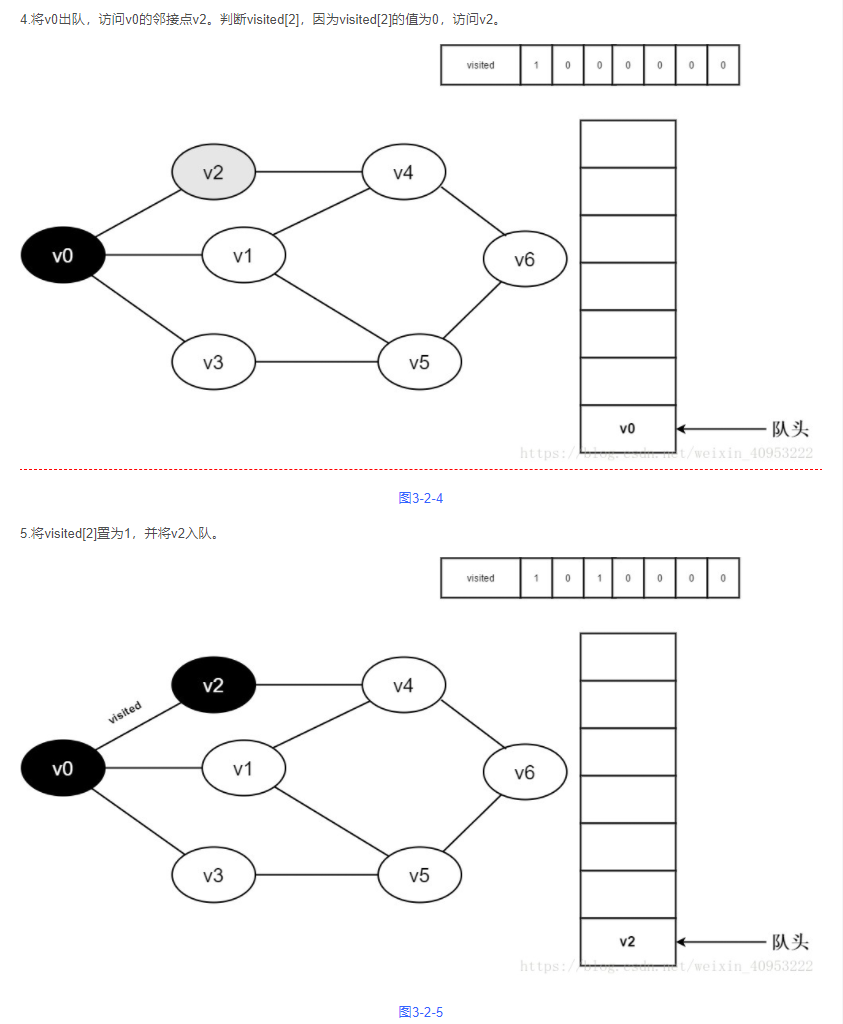 4.将v0出队，访问v0的邻接点v2。判断visited[2]，因为visited[2]的值为0，访问v2。
visited 1 0 0 0 0 0 0
v2
v4
v0
v1
v6
v3
v5
v0
队头
https://blog.csdn.net/weixin_40953222
图3-2-4
5.将visited[2]置为1，并将v2入队。
visited 1 0 1 0 0 0 0
v2
v4
visited
v0
v1
v6
v3
v5
v2
队头
https://blog.csdn.net/weixin_40953222
图3-2-5